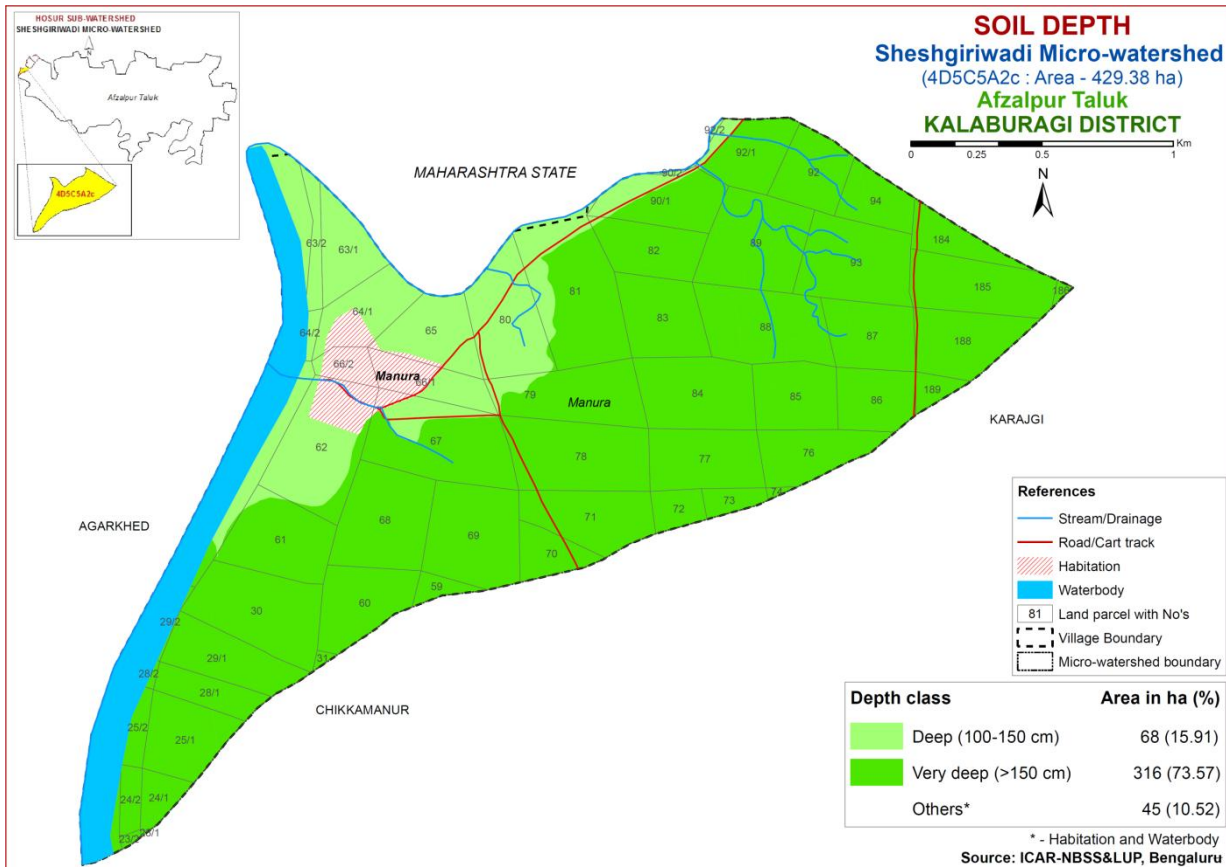 HOSUR SUB-WATERSHED
SHESHGIRIWADI MICRO-WATERSHED
N
Afzalpur Taluk
4D5C5A2c
SOIL DEPTH
Sheshgiriwadi Micro-watershed
(4D5C5A2c : Area - 429.38 ha)
Afzalpur Taluk
KALABURAGI DISTRICT
Km
0 0.25 0.5 1
N
MAHARASHTRA STATE
92/2
92/1
92
90/2
90/1
94
63/2
63/1
82
89
93
184
185
186
64/1
64/2
65
80
81
83
88
87
188
66/2
Manura
66/1
79
Manura
84
85
86
189
KARAJGI
62
67
78
77
76
74
73
72
71
AGARKHED
61
68
69
70
59
60
30
29/2
29/1
31
28/2
28/1
CHIKKAMANUR
25/2
25/1
24/2
24/1
23/2
References
Stream/Drainage
Road/Cart track
Habitation
Waterbody
81 Land parcel with No's
Village Boundary
Micro-watershed boundary
Depth class Area in ha (%)
Deep (100-150 cm) 68 (15.91)
Very deep (>150 cm) 316 (73.57)
Others* 45 (10.52)
* - Habitation and Waterbody
Source: ICAR-NBSS&LUP, Bengaluru